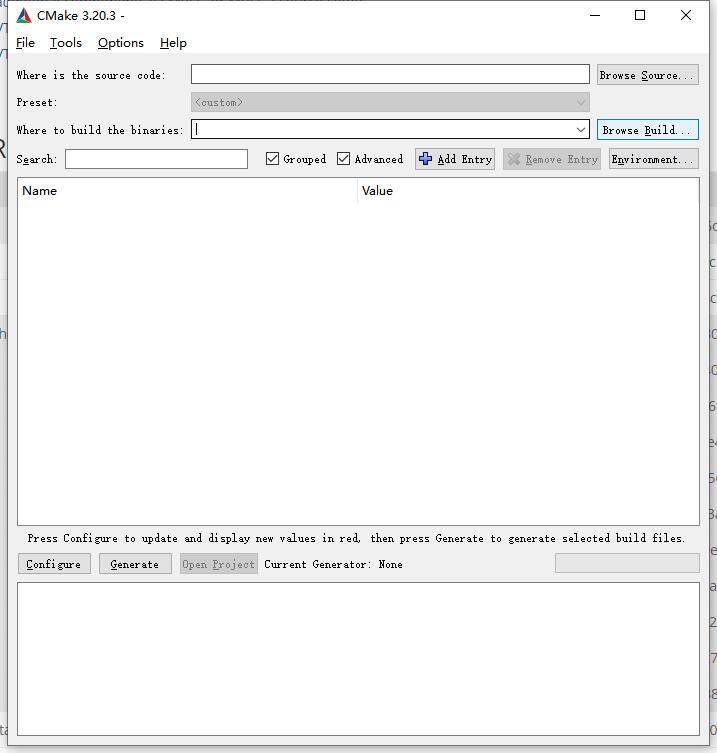 CMake 3.20.3 -
File Tools Options Help
Where is the source code: Browse Source...
Preset: <custom>
Where to build the binaries: Browse Build...
Search: Grouped Advanced Add Entry Remove Entry Environment...
Name Value
Press Configure to update and display new values in red, then press Generate to generate selected build files.
Configure Generate Open Project Current Generator: None